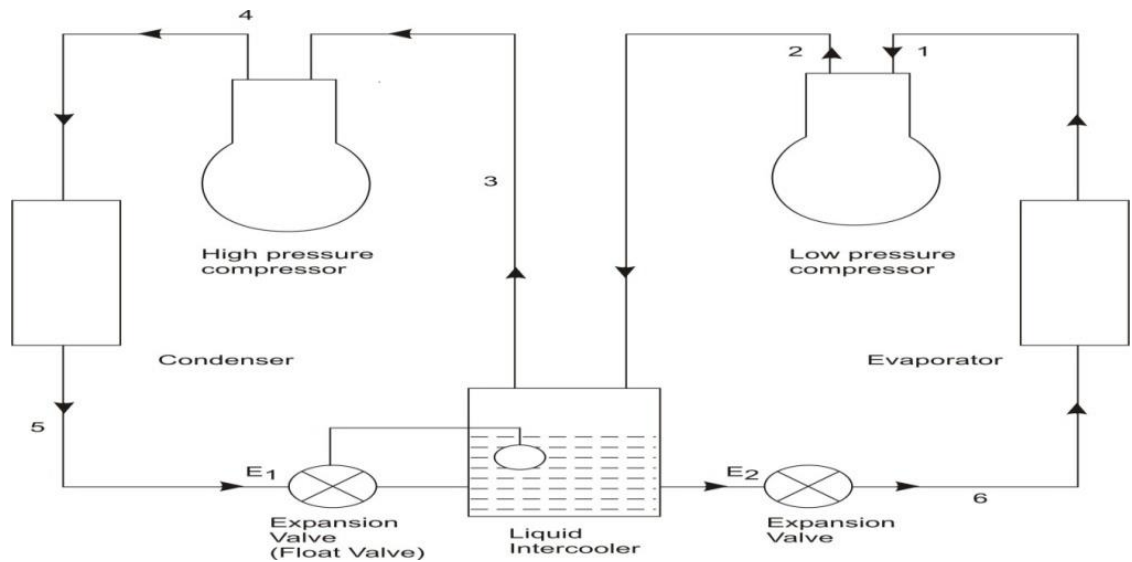 4
2
1
3
High pressure
compressor
Low pressure
compressor
Condenser
Evaporator
5
E1
E2
6
Expansion
Valve
(Float Valve)
Liquid
Intercooler
Expansion
Valve